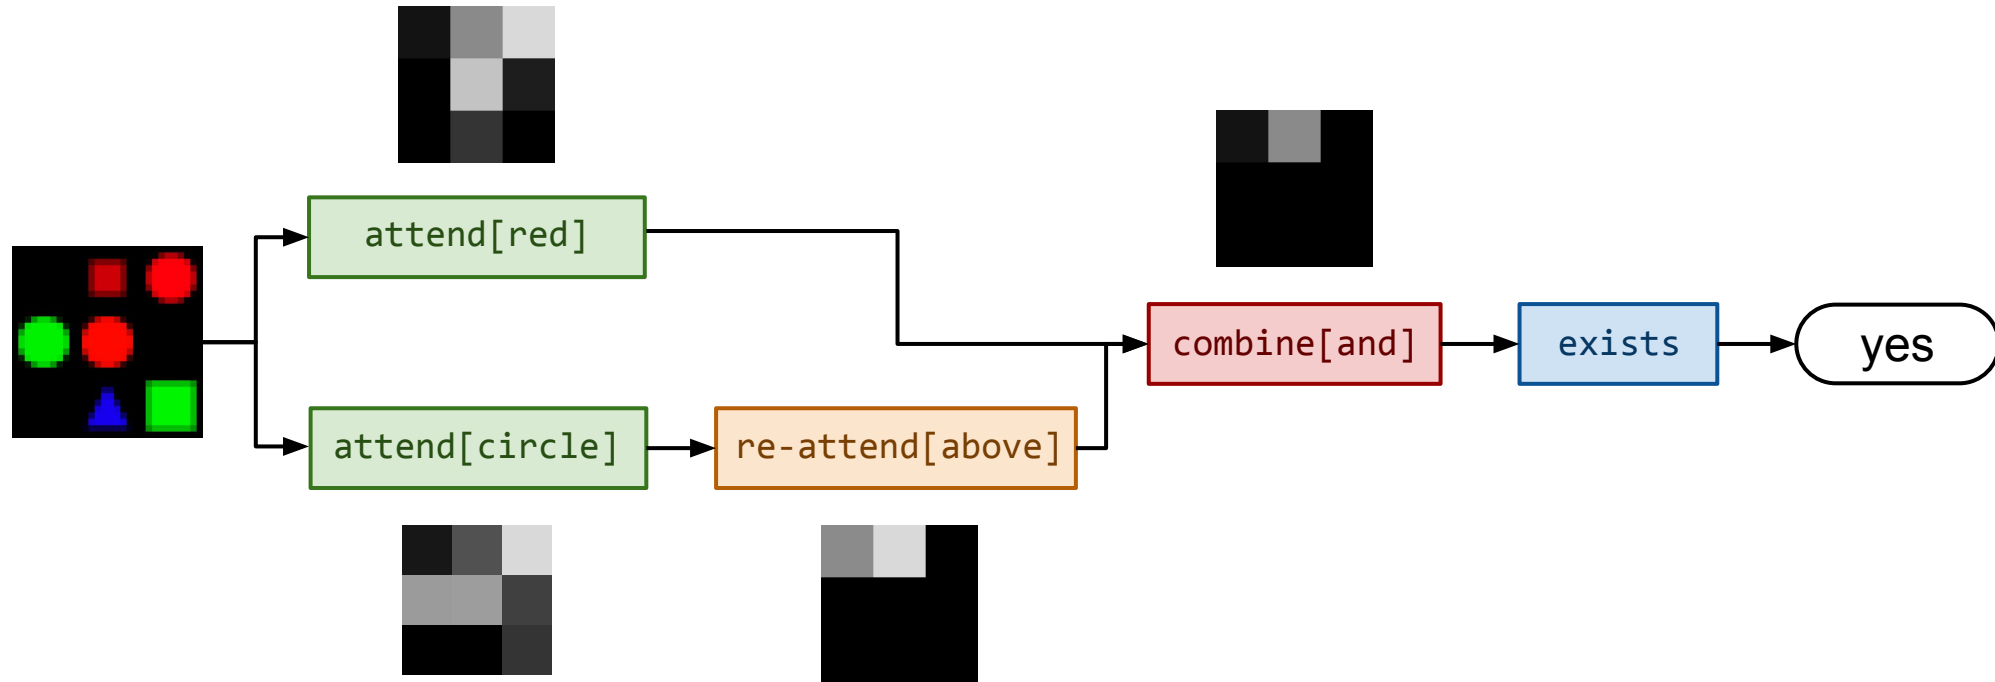 attend[red]
combine[and]
exists
yes
attend[circle]
re-attend[above]